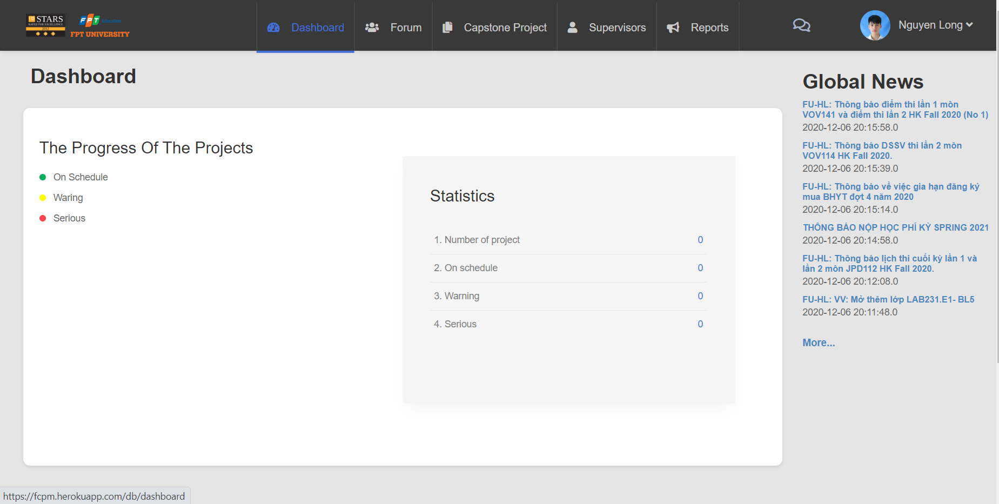 STARS
RATED FOR EXCELLENCE
2012
FPT Education
FPT UNIVERSITY
Dashboard
Forum
Capstone Project
Supervisors
Reports
Nguyen Long
Dashboard
The Progress Of The Projects
On Schedule
Waring
Serious
Statistics
1. Number of project 0
2. On schedule 0
3. Warning 0
4. Serious 0
Global News
FU-HL: Thông báo điểm thi lần 1 môn
VOV141 và điểm thi lần 2 HK Fall 2020 (No 1)
2020-12-06 20:15:58.0
FU-HL: Thông báo DSSV thi lần 2 môn
VOV114 HK Fall 2020.
2020-12-06 20:15:39.0
FU-HL: Thông báo về việc gia hạn đăng ký
mua BHYT đợt 4 năm 2020
2020-12-06 20:15:14.0
THÔNG BÁO NỘP HỌC PHÍ KỲ SPRING 2021
2020-12-06 20:14:58.0
FU-HL: Thông báo lịch thi cuối kỳ lần 1 và
lần 2 môn JPD112 HK Fall 2020.
2020-12-06 20:12:08.0
FU-HL: VV: Mở thêm lớp LAB231.E1- BL5
2020-12-06 20:11:48.0
More...
https://fcpm.herokuapp.com/db/dashboard